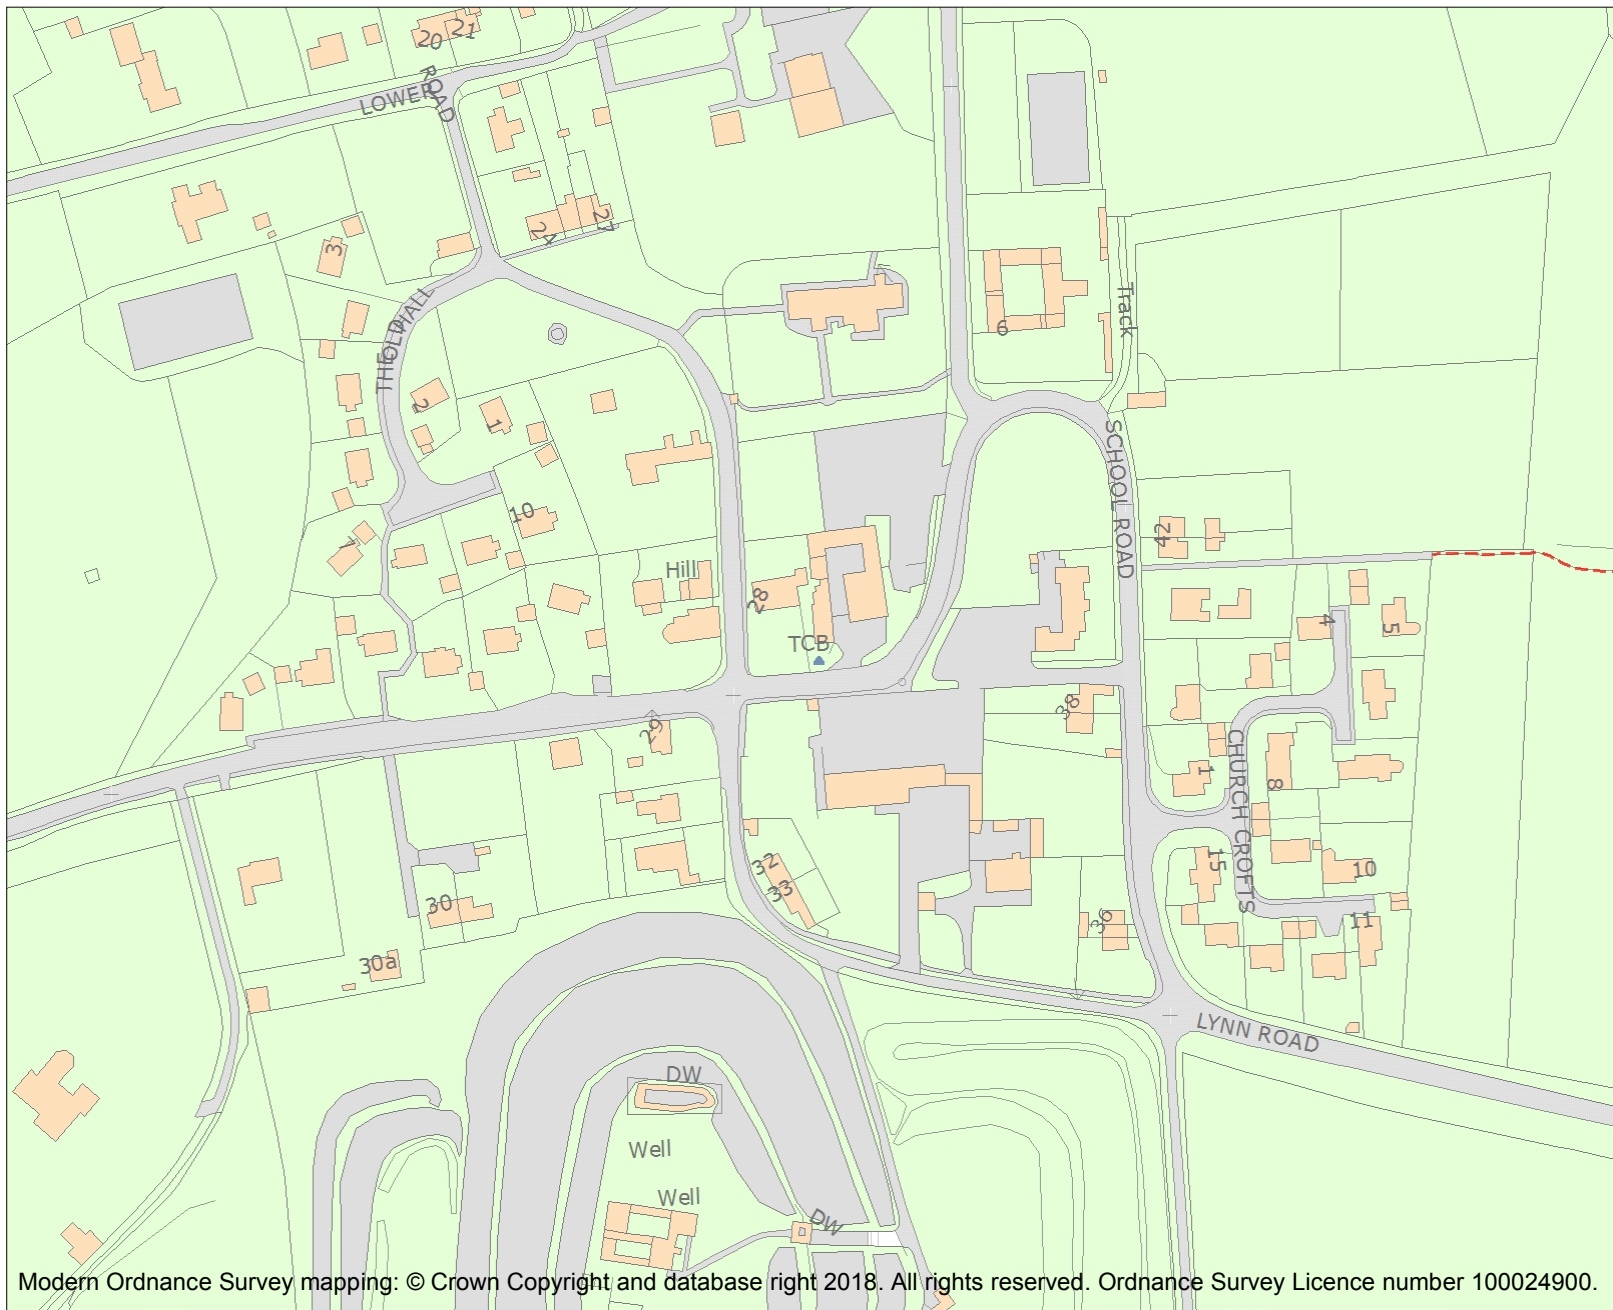 20
21
LOWER
ROAD
24
27
3
THE OLD HALL
6
Track
2
1
10
7
Hill
28
TCB
SCHOOL ROAD
42
4
5
29
38
1
CHURCH CROFTS
8
32
33
15
10
11
30
30a
36
LYNN ROAD
DW
Well
Well
DW
Modern Ordnance Survey mapping: © Crown Copyright and database right 2018. All rights reserved. Ordnance Survey Licence number 100024900.